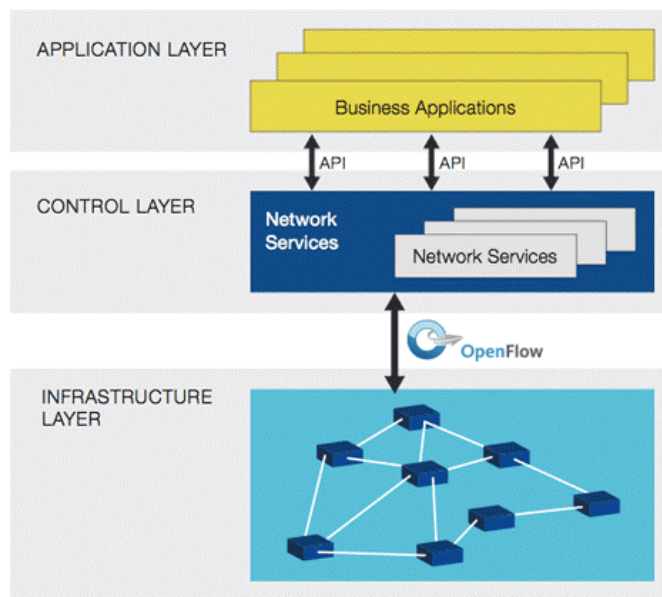 APPLICATION LAYER
Business Applications
API
API
API
CONTROL LAYER
Network
Services
Network Services
OpenFlow
INFRASTRUCTURE
LAYER